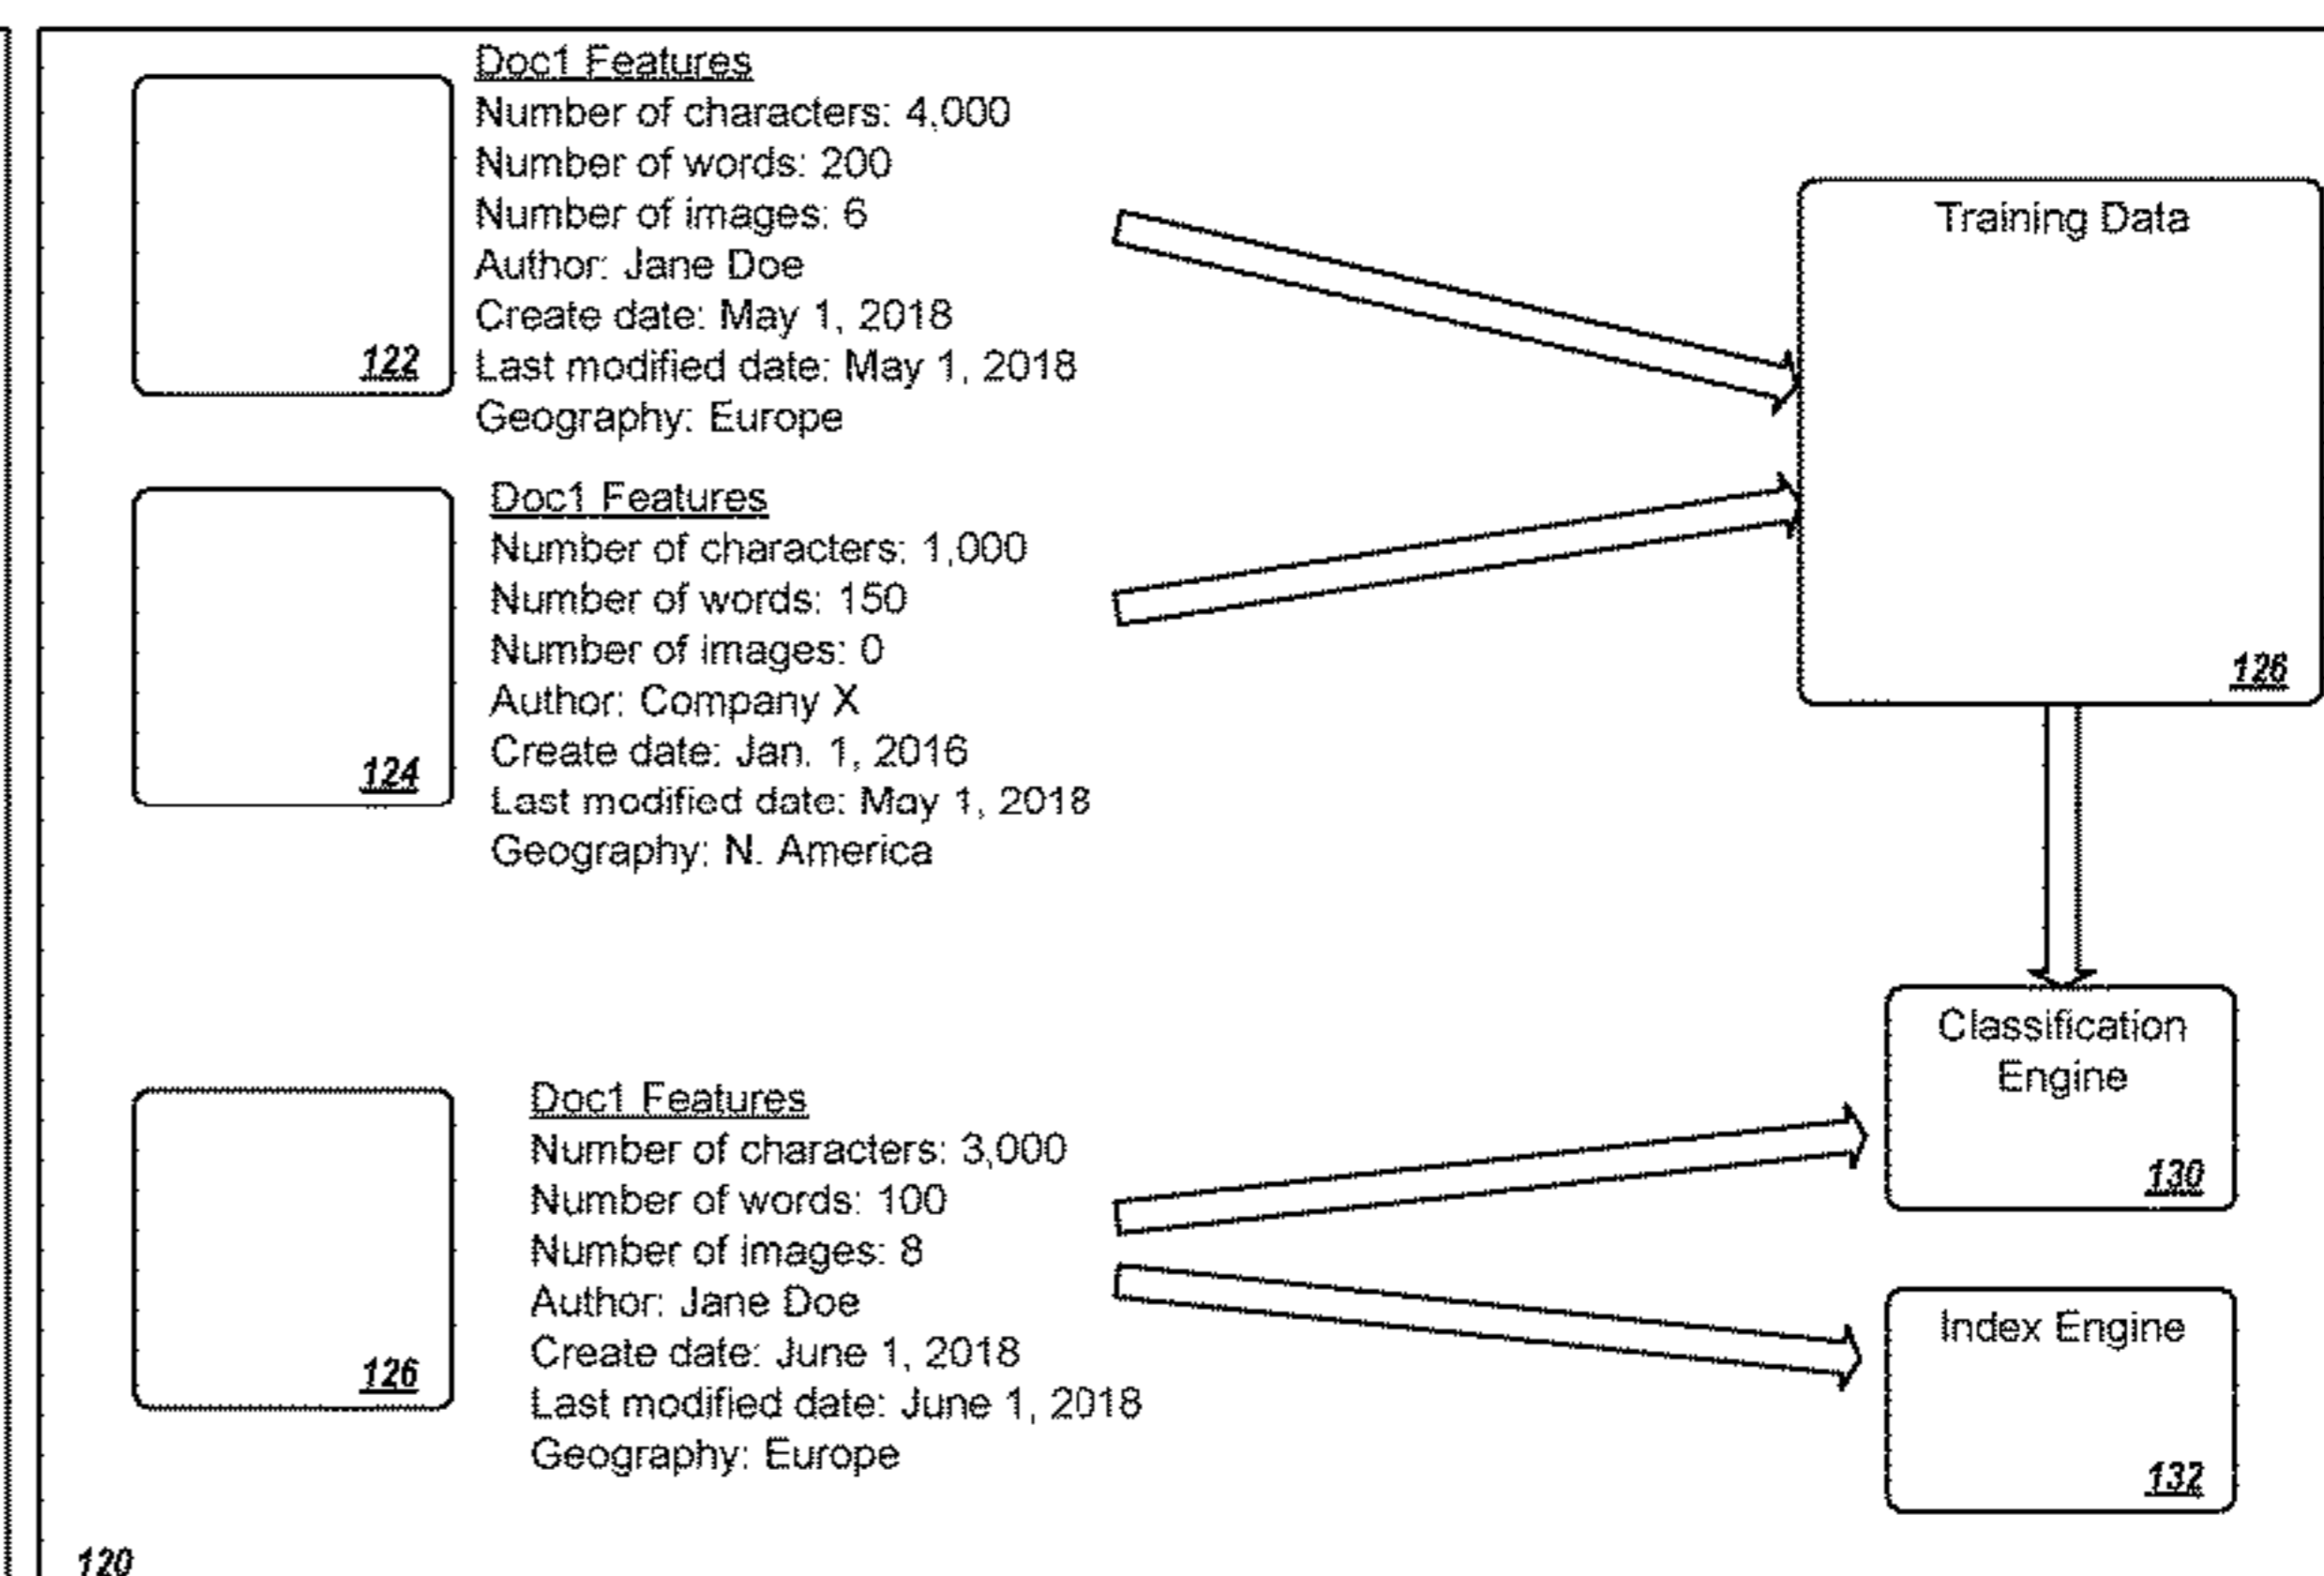 Doc1 Features
Number of characters: 4,000
Number of words: 200
Number of images: 6
Author: Jane Doe
Create date: May 1, 2018
Last modified date: May 1, 2018
Geography: Europe
122
Doc1 Features
Number of characters: 1,000
Number of words: 150
Number of images: 0
Author: Company X
Create date: Jan. 1, 2016
Last modified date: May 1, 2018
Geography: N. America
124
Training Data
126
Doc1 Features
Number of characters: 3,000
Number of words: 100
Number of images: 8
Author: Jane Doe
Create date: June 1, 2018
Last modified date: June 1, 2018
Geography: Europe
126
Classification
Engine
130
Index Engine
132
120